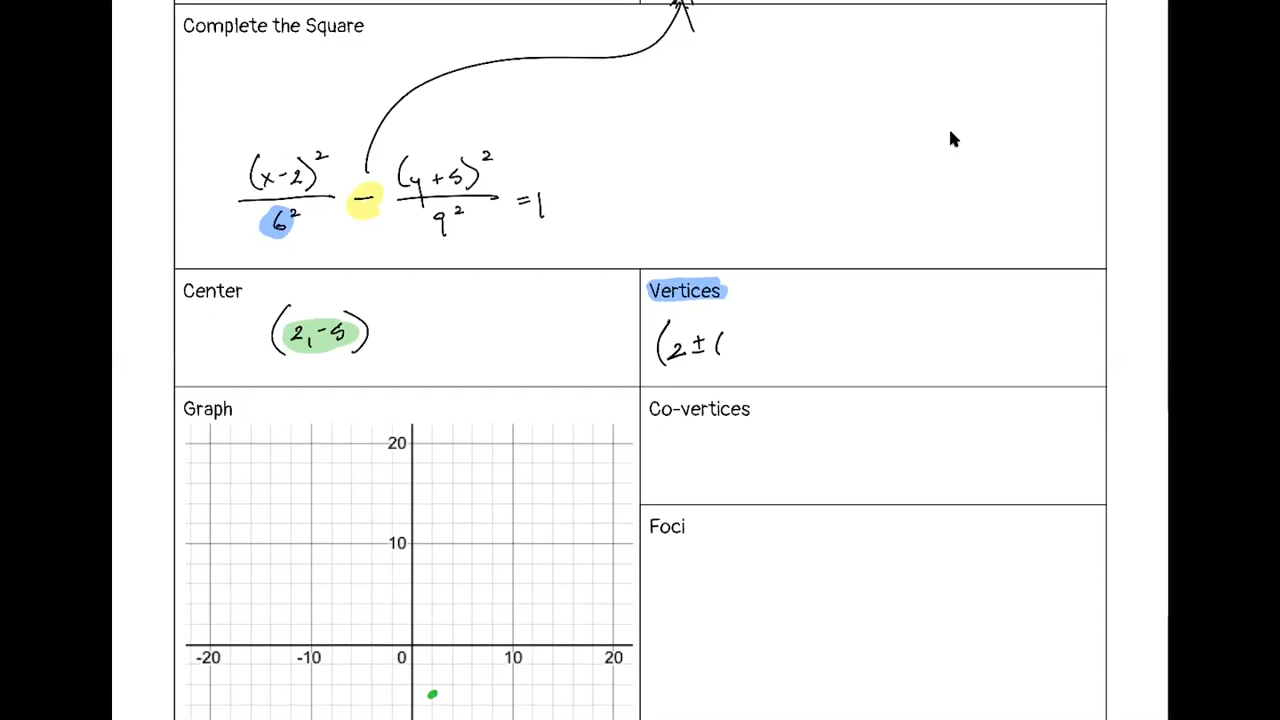 Complete the Square
(x-2)² / 6² - (y+5)² / 9² = 1
Center
(2, -5)
Vertices
(2 ± (
Graph
20
10
-20 -10 0 10 20
Co-vertices
Foci